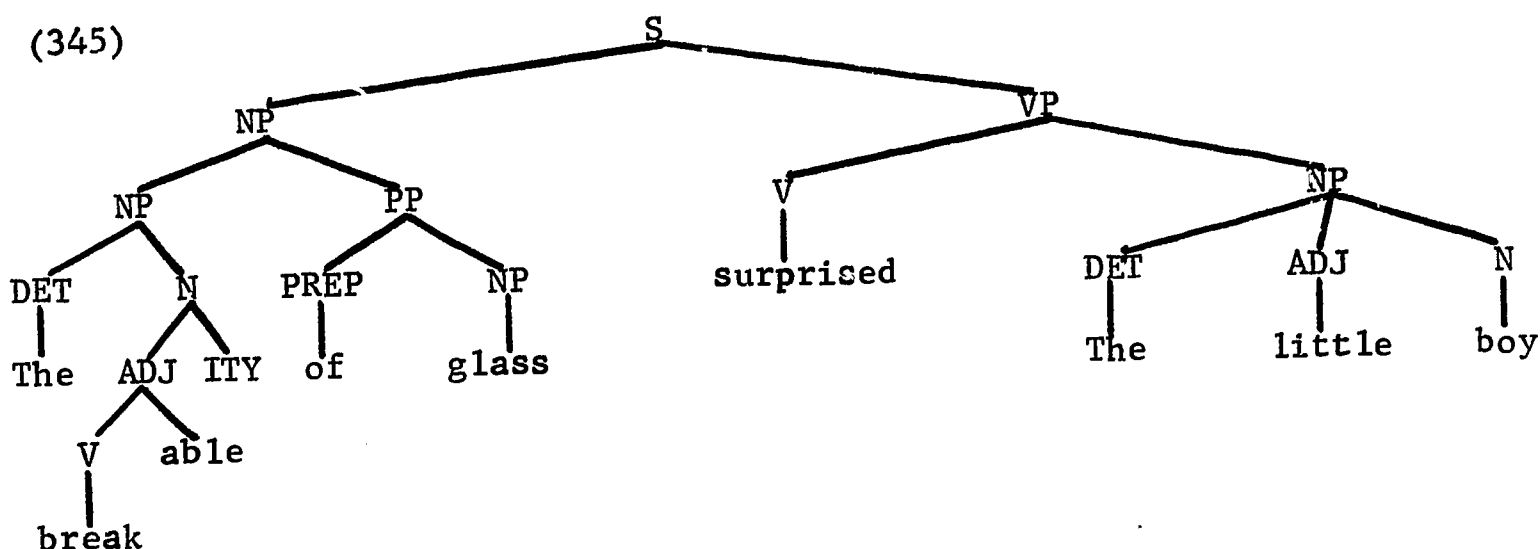 (345)
S
NP VP
NP PP V NP
DET N PREP NP surprised DET ADJ N
The ADJ ITY of glass The little boy
V able
break